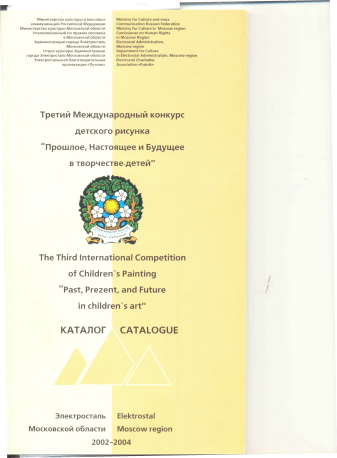 Министерство культуры и массовых
коммуникаций Российской Федерации
Министерство культуры Московской области
Уполномоченный по правам человека
в Московской области
Администрация города Электросталь
Московской области
Отдел культуры Администрации
города Электросталь Московской области
Электростальская благотворительная
организация «Путник»
Ministry for Culture and mass
Communication Russian Federation
Ministry for Culture in Moscow region
Comissioner on Human Rights
in Moscow Region
Electrostal Administration,
Moscow region
Department for Culture
in Electrostal Administration, Moscow region
Electrostal Charitable
Association
Третий Международный конкурс
детского рисунка
"Прошлое, Настоящее и Будущее
в творчестве детей"
The Third International Competition
of Children`s Painting
"Past, Prezent, and Future
in children`s art"
КАТАЛОГ CATALOGUE
Электросталь Elektrostal
Московской области Moscow region
2002–2004